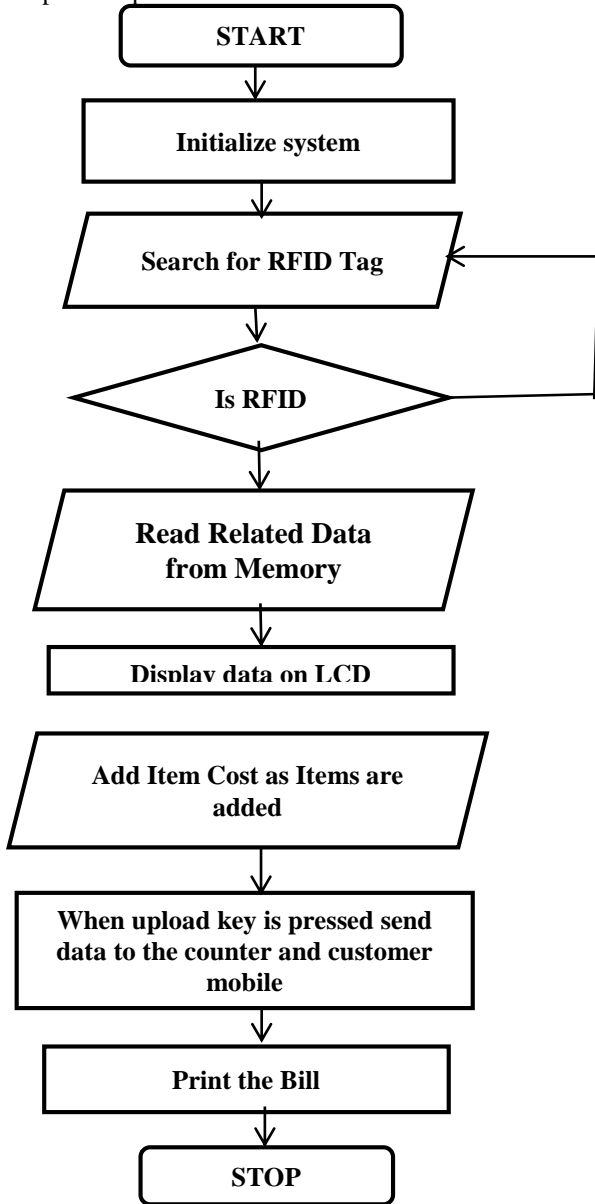 START
Initialize system
Search for RFID Tag
Is RFID
Read Related Data
from Memory
Display data on LCD
Add Item Cost as Items are
added
When upload key is pressed send
data to the counter and customer
mobile
Print the Bill
STOP